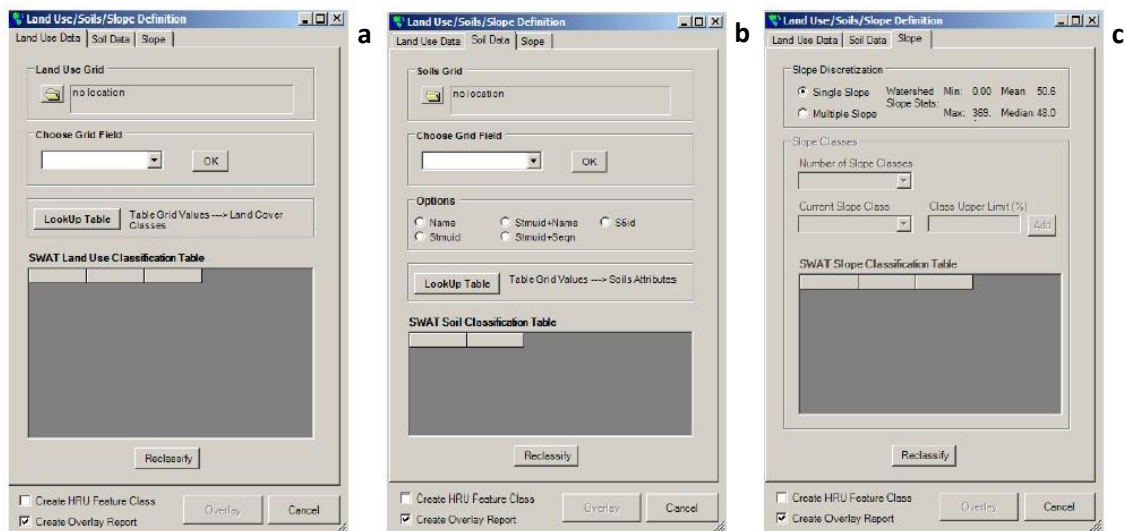 Land Use/Soils/Slope Definition
Land Use Data Soil Data Slope
Land Use Grid
no location
Choose Grid Field
OK
LookUp Table
Table Grid Values ---> Land Cover
Classes
SWAT Land Use Classification Table
Reclassify
Create HRU Feature Class
Create Overlay Report
Overlay
Cancel
a
Land Use/Soils/Slope Definition
Land Use Data Soil Data Slope
Soils Grid
no location
Choose Grid Field
OK
Options
Name Stmuid+Name S5id
Stmuid Stmuid+Seqn
LookUp Table
Table Grid Values ---> Soils Attributes
SWAT Soil Classification Table
Reclassify
Create HRU Feature Class
Create Overlay Report
Overlay
Cancel
b
Land Use/Soils/Slope Definition
Land Use Data Soil Data Slope
Slope Discretization
Single Slope
Multiple Slope
Watershed Min: 0.00 Mean 50.6
Slope Stats:
Max: 369. Median: 48.0
Slope Classes
Number of Slope Classes
Current Slope Class Class Upper Limit (%)
Add
SWAT Slope Classification Table
Reclassify
Create HRU Feature Class
Create Overlay Report
Overlay
Cancel
c